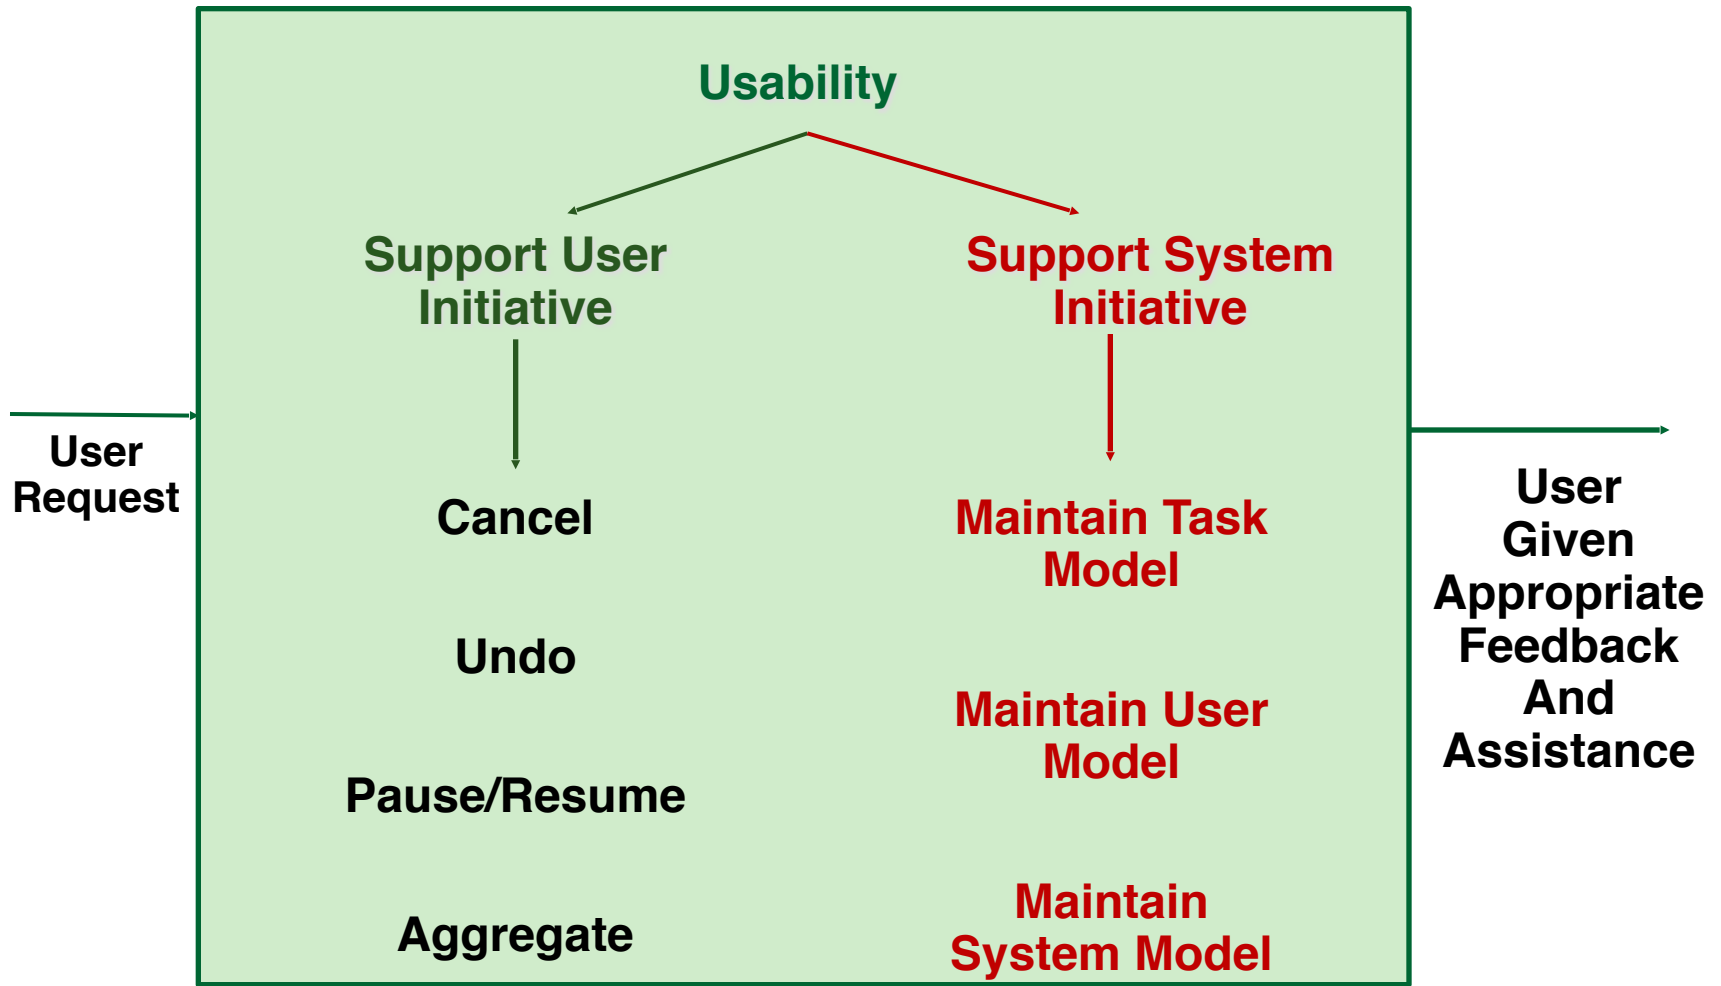 Usability
Support User
Initiative
Support System
Initiative
User
Request
Cancel
Undo
Pause/Resume
Aggregate
Maintain Task
Model
Maintain User
Model
Maintain
System Model
User
Given
Appropriate
Feedback
And
Assistance